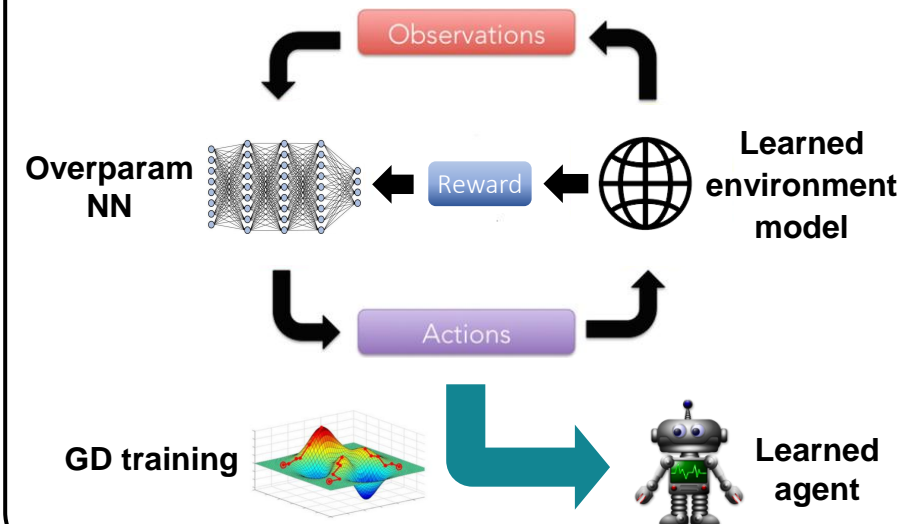 Observations
Overparam
NN
Reward
Learned
environment
model
Actions
GD training
Learned
agent